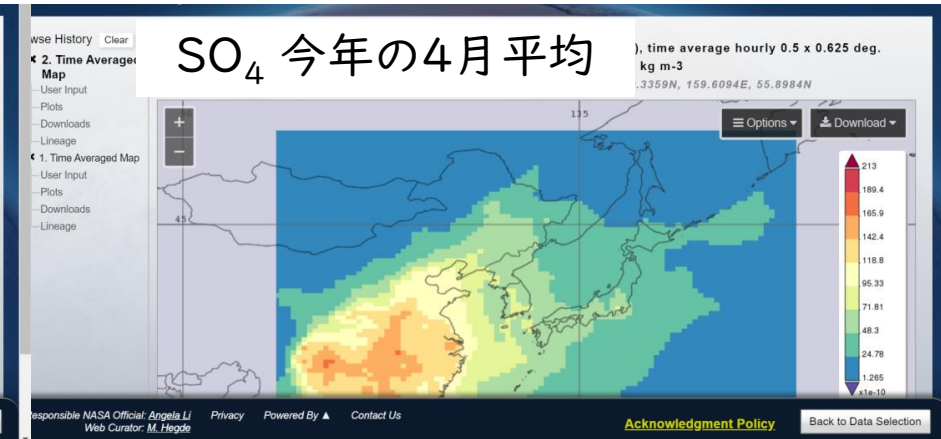 SO₄ 今年の4月平均
wse History Clear
2. Time Averaged
Map
User Input
Plots
Downloads
Lineage
1. Time Averaged Map
User Input
Plots
Downloads
Lineage
), time average hourly 0.5 x 0.625 deg.
kg m-3
.3359N, 159.6094E, 55.8984N
Options
Download
+
−
135
45
213
189.4
165.9
142.4
118.8
95.33
71.81
48.3
24.78
1.265
x1e-10
esponsible NASA Official: Angela Li
Web Curator: M. Hegde
Privacy
Powered By ▲
Contact Us
Acknowledgment Policy
Back to Data Selection